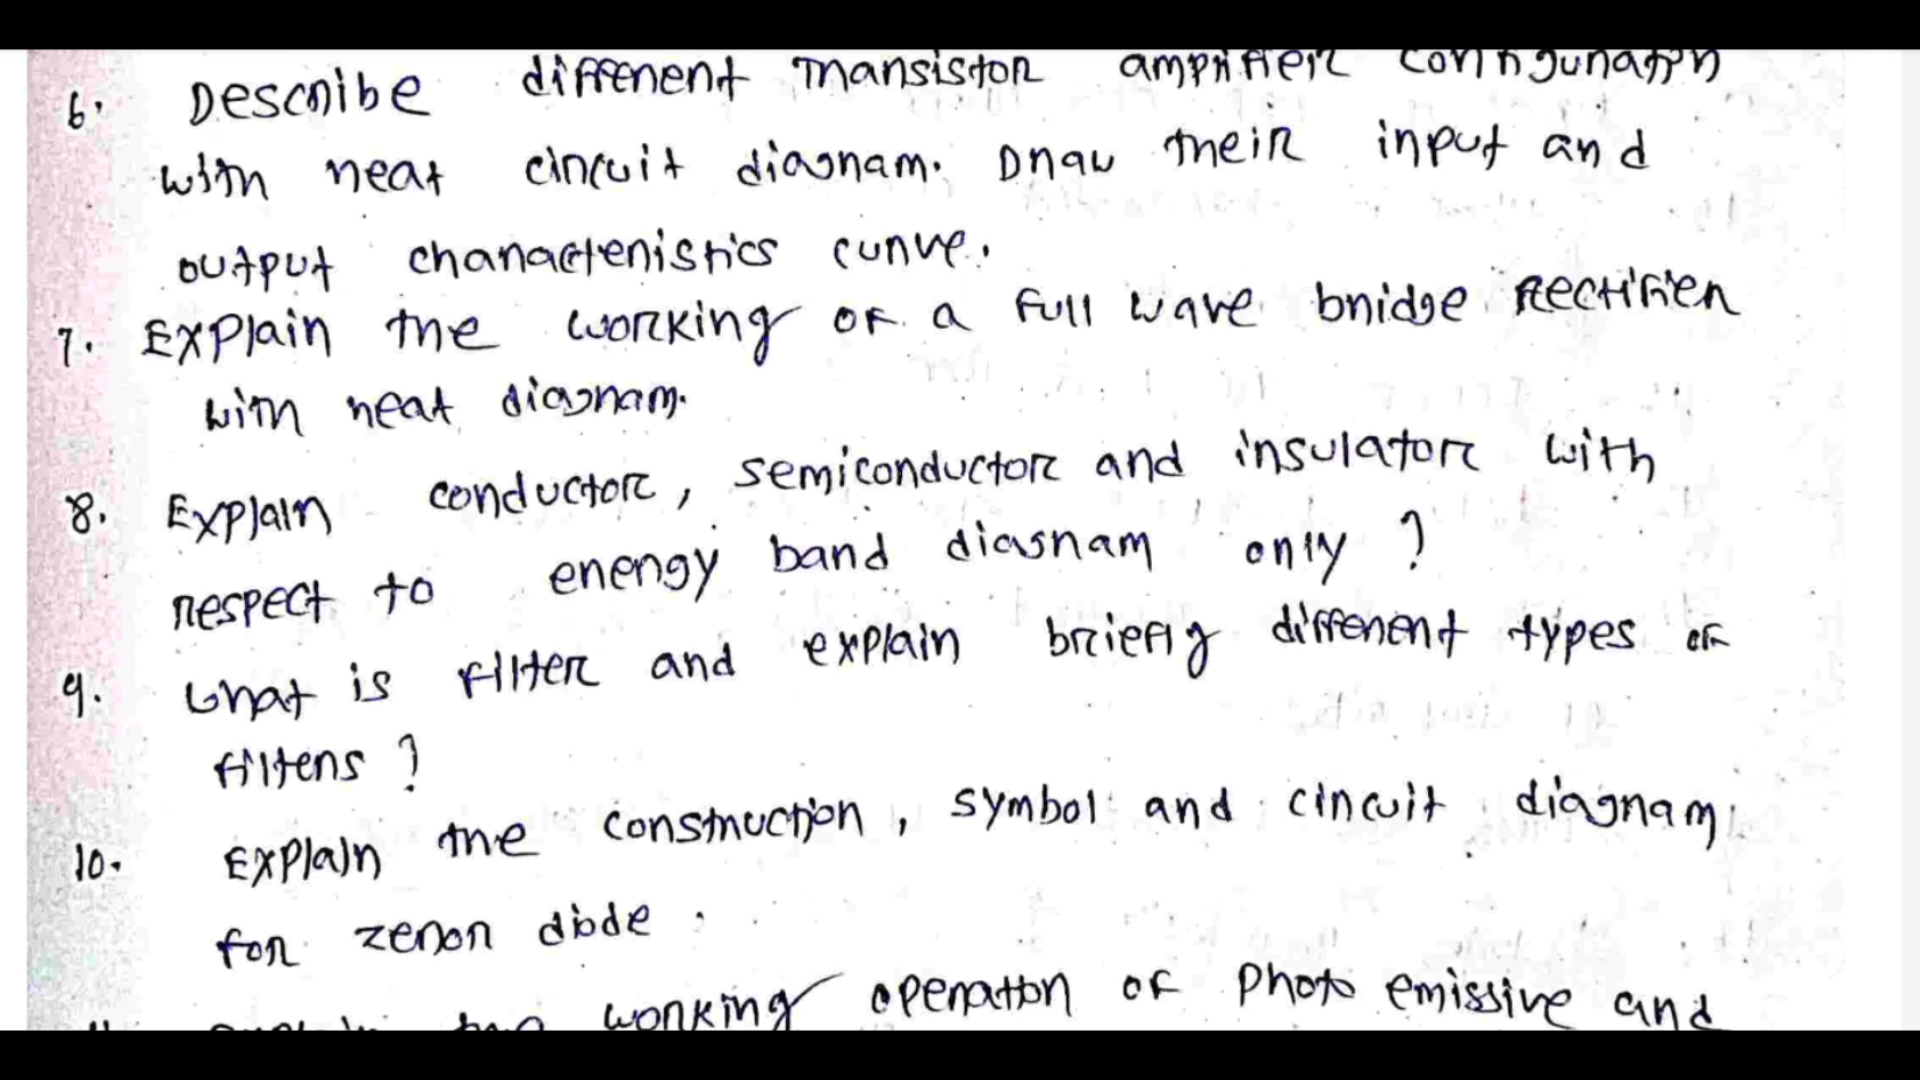 6. Describe different transistor amplifier configuration
with neat circuit diagram. Draw their input and
output characteristics curve.
7. Explain the working of a full wave bridge rectifier
with neat diagram.
8. Explain conductor, semiconductor and insulator with
respect to energy band diagram only ?
9. What is filter and explain briefly different types of
filters ?
10. Explain the construction, symbol and circuit diagram
for zenor diode.
working operation of photo emissive and